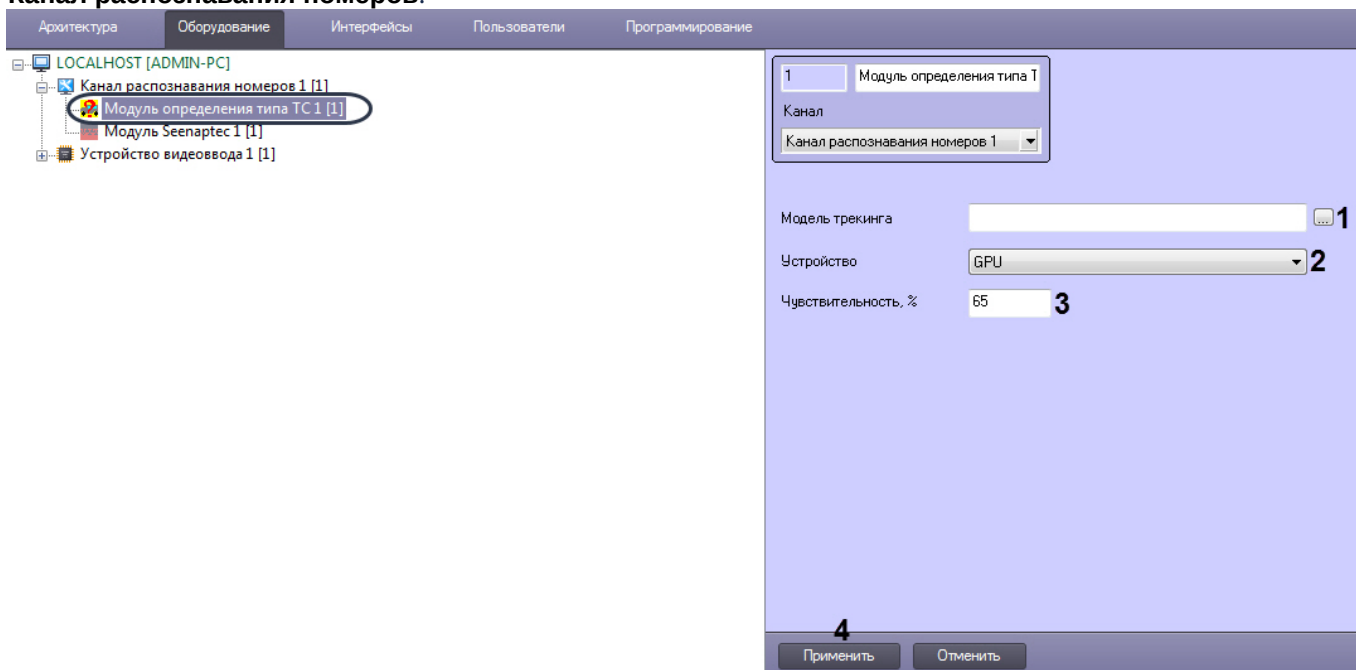 Канал распознавания номеров.
Архитектура Оборудование Интерфейсы Пользователи Программирование
LOCALHOST [ADMIN-PC]
Канал распознавания номеров 1 [1]
Модуль определения типа ТС 1 [1]
Модуль Seenaptec 1 [1]
Устройство видеоввода 1 [1]
1 Модуль определения типа Т
Канал
Канал распознавания номеров 1
Модель трекинга ... 1
Устройство GPU 2
Чувствительность, % 65 3
4
Применить Отменить